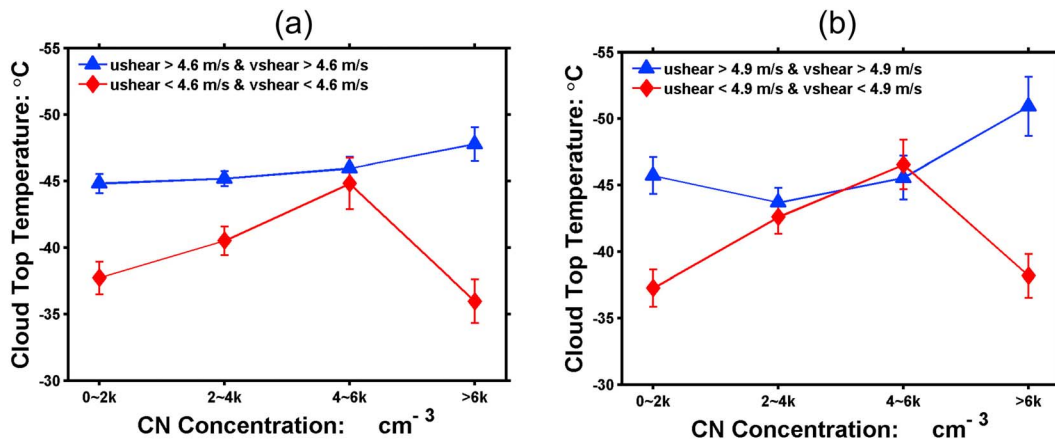 (a)
Cloud Top Temperature: °C
-55
-50
-45
-40
-35
-30
ushear > 4.6 m/s & vshear > 4.6 m/s
ushear < 4.6 m/s & vshear < 4.6 m/s
0~2k 2~4k 4~6k >6k
CN Concentration: cm⁻³
(b)
Cloud Top Temperature: °C
-55
-50
-45
-40
-35
-30
ushear > 4.9 m/s & vshear > 4.9 m/s
ushear < 4.9 m/s & vshear < 4.9 m/s
0~2k 2~4k 4~6k >6k
CN Concentration: cm⁻³